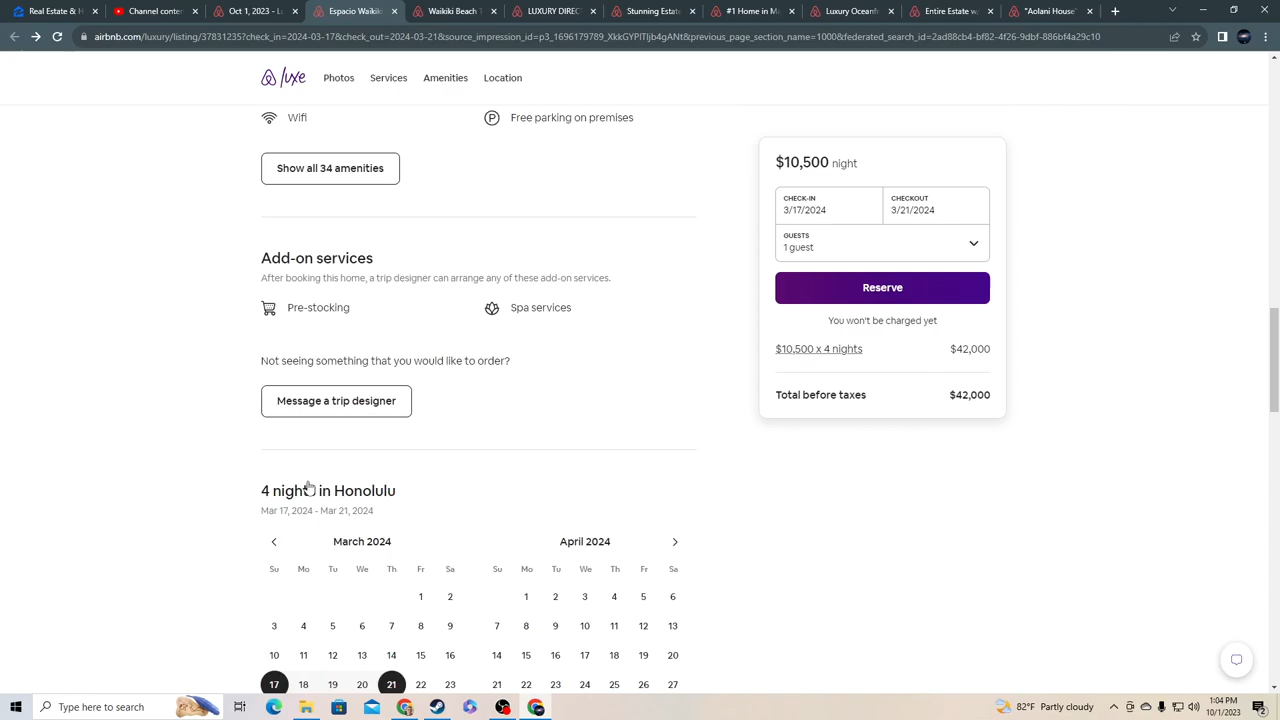 Real Estate & H
Channel conten
Oct 1, 2023 – L
Espaco Waikiki
Waikiki Beach T
LUXURY DIREC
Stunning Estate
#1 Home in Ma
Luxury Oceanfr
Entire Estate w
"Aolani House"
airbnb.com/luxury/listing/37831235?check_in=2024-03-17&check_out=2024-03-21&source_impression_id=p3_1696179789_XkkGYPlTIjb4gANt&previous_page_section_name=1000&federated_search_id=2ad88cb4-bf82-4f26-9dbf-886bf4a29c10
luxe
Photos
Services
Amenities
Location
Wifi
Free parking on premises
Show all 34 amenities
$10,500 night
CHECK-IN
3/17/2024
CHECKOUT
3/21/2024
GUESTS
1 guest
Reserve
You won't be charged yet
$10,500 x 4 nights
$42,000
Total before taxes
$42,000
Add-on services
After booking this home, a trip designer can arrange any of these add-on services.
Pre-stocking
Spa services
Not seeing something that you would like to order?
Message a trip designer
4 nights in Honolulu
Mar 17, 2024 - Mar 21, 2024
March 2024
Su Mo Tu We Th Fr Sa
1 2
3 4 5 6 7 8 9
10 11 12 13 14 15 16
17 18 19 20 21 22 23
April 2024
Su Mo Tu We Th Fr Sa
1 2 3 4 5 6
7 8 9 10 11 12 13
14 15 16 17 18 19 20
21 22 23 24 25 26 27
Type here to search
82°F Partly cloudy
1:04 PM
10/1/2023